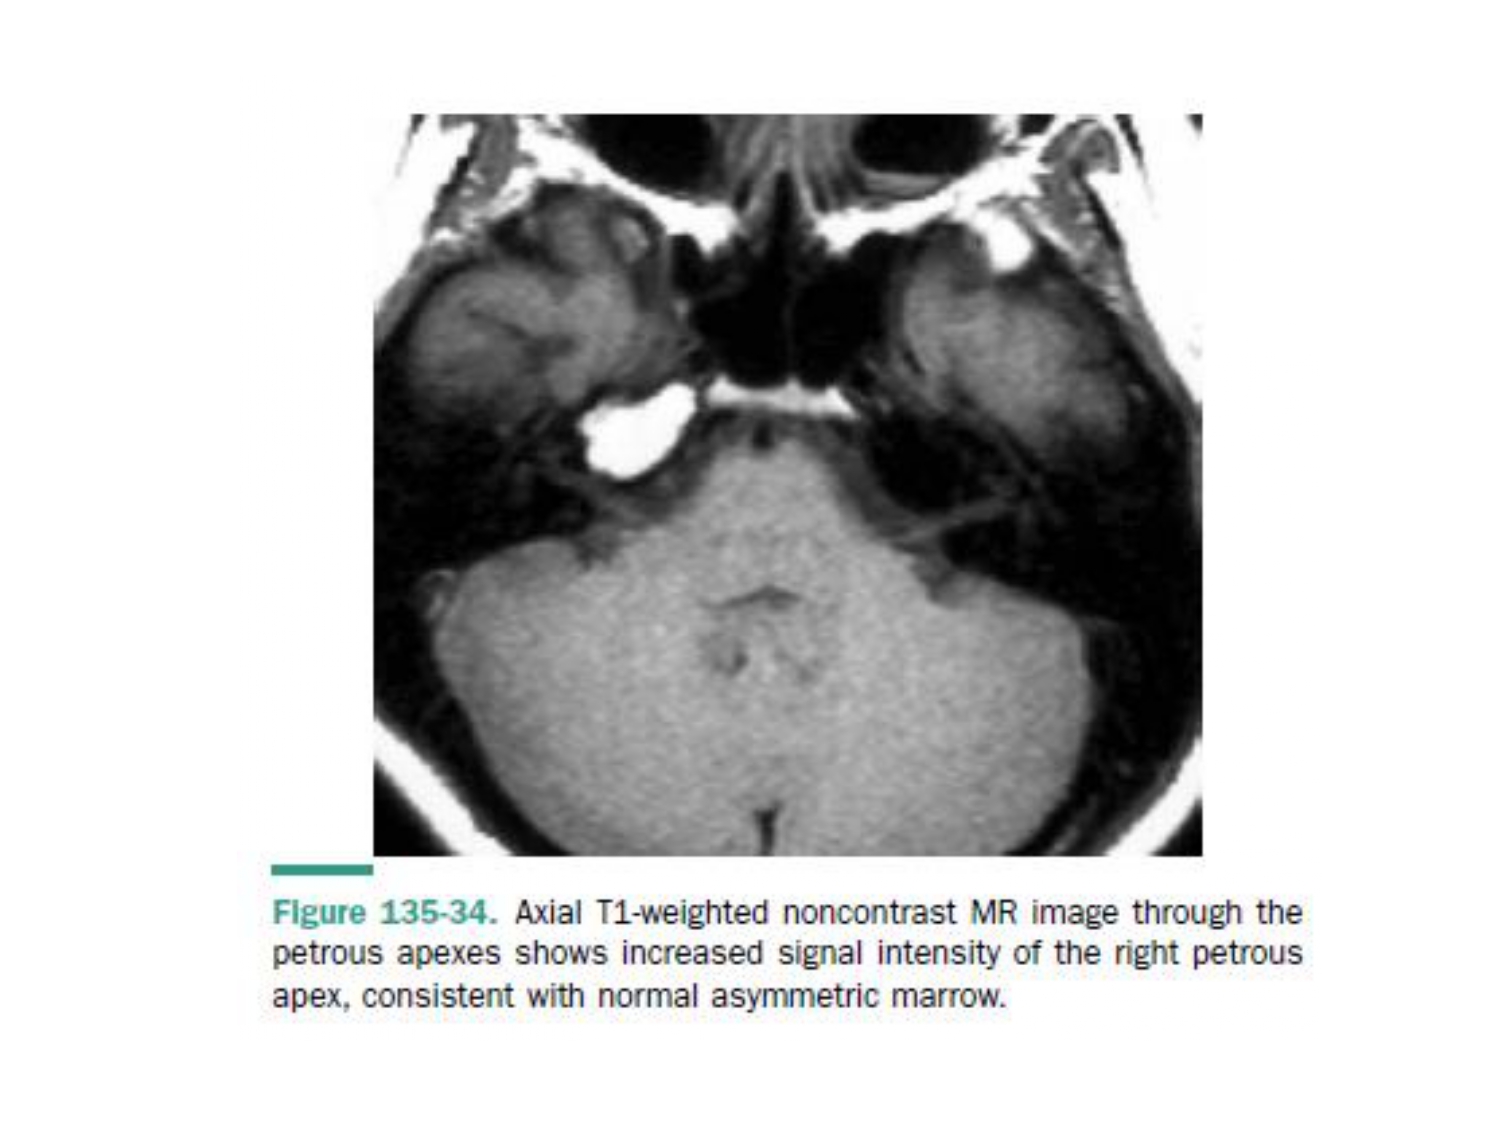 Figure 135-34. Axial T1-weighted noncontrast MR image through the
petrous apexes shows increased signal intensity of the right petrous
apex, consistent with normal asymmetric marrow.